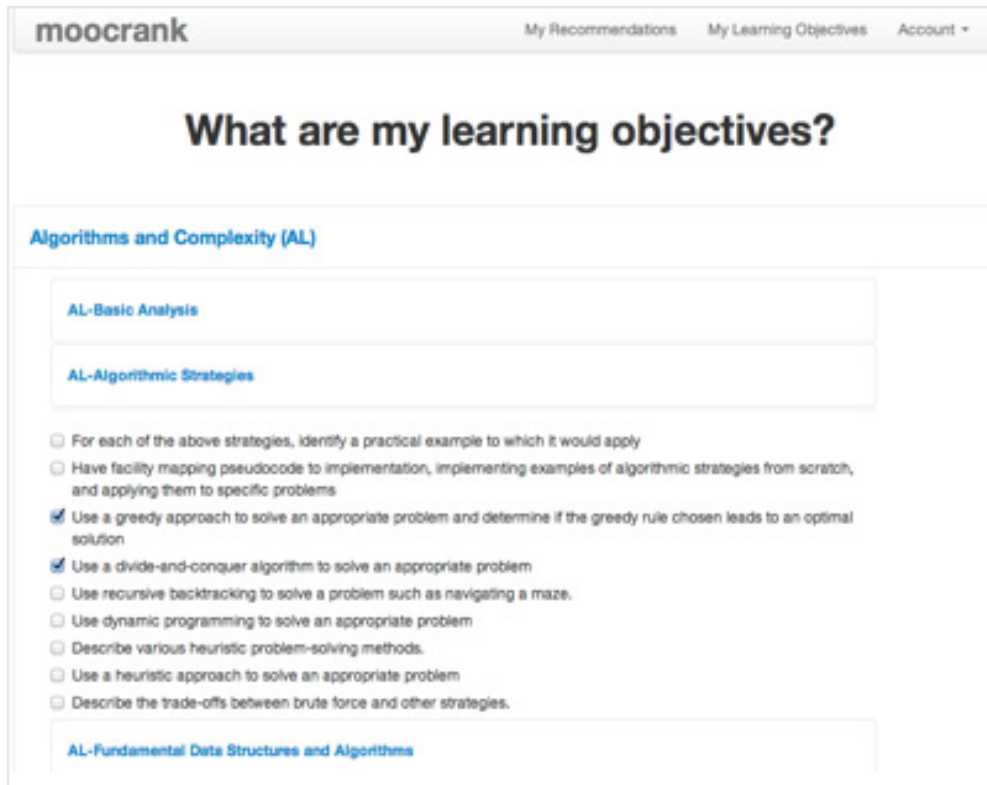 moocrank
My Recommendations My Learning Objectives Account
What are my learning objectives?
Algorithms and Complexity (AL)
AL-Basic Analysis
AL-Algorithmic Strategies
For each of the above strategies, identify a practical example to which it would apply
Have facility mapping pseudocode to implementation, implementing examples of algorithmic strategies from scratch,
and applying them to specific problems
Use a greedy approach to solve an appropriate problem and determine if the greedy rule chosen leads to an optimal
solution
Use a divide-and-conquer algorithm to solve an appropriate problem
Use recursive backtracking to solve a problem such as navigating a maze.
Use dynamic programming to solve an appropriate problem
Describe various heuristic problem-solving methods.
Use a heuristic approach to solve an appropriate problem
Describe the trade-offs between brute force and other strategies.
AL-Fundamental Data Structures and Algorithms